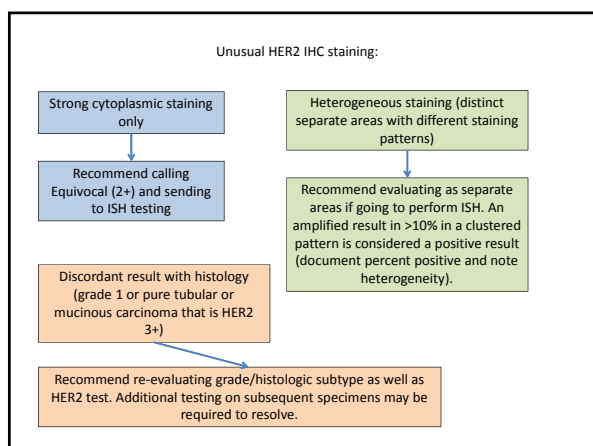 Unusual HER2 IHC staining:
Strong cytoplasmic staining
only
Recommend calling
Equivocal (2+) and sending
to ISH testing
Heterogeneous staining (distinct
separate areas with different staining
patterns)
Recommend evaluating as separate
areas if going to perform ISH. An
amplified result in >10% in a clustered
pattern is considered a positive result
(document percent positive and note
heterogeneity).
Discordant result with histology
(grade 1 or pure tubular or
mucinous carcinoma that is HER2
3+)
Recommend re-evaluating grade/histologic subtype as well as
HER2 test. Additional testing on subsequent specimens may be
required to resolve.